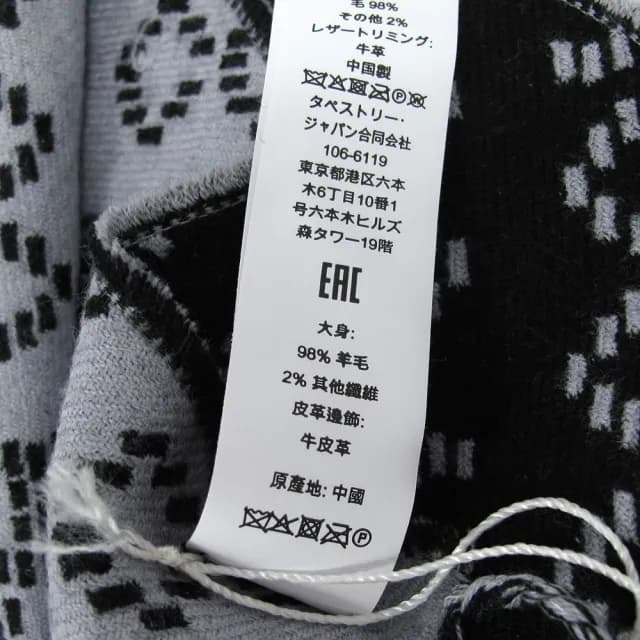 毛 98%
その他 2%
レザートリミング:
牛革
中国製
Ⓟ
タペストリー・
ジャパン合同会社
106-6119
東京都港区六本
木6丁目10番1
号六本木ヒルズ
森タワー19階
EAC
大身:
98% 羊毛
2% 其他纖維
皮革邊飾:
牛皮革
原產地: 中國
Ⓟ